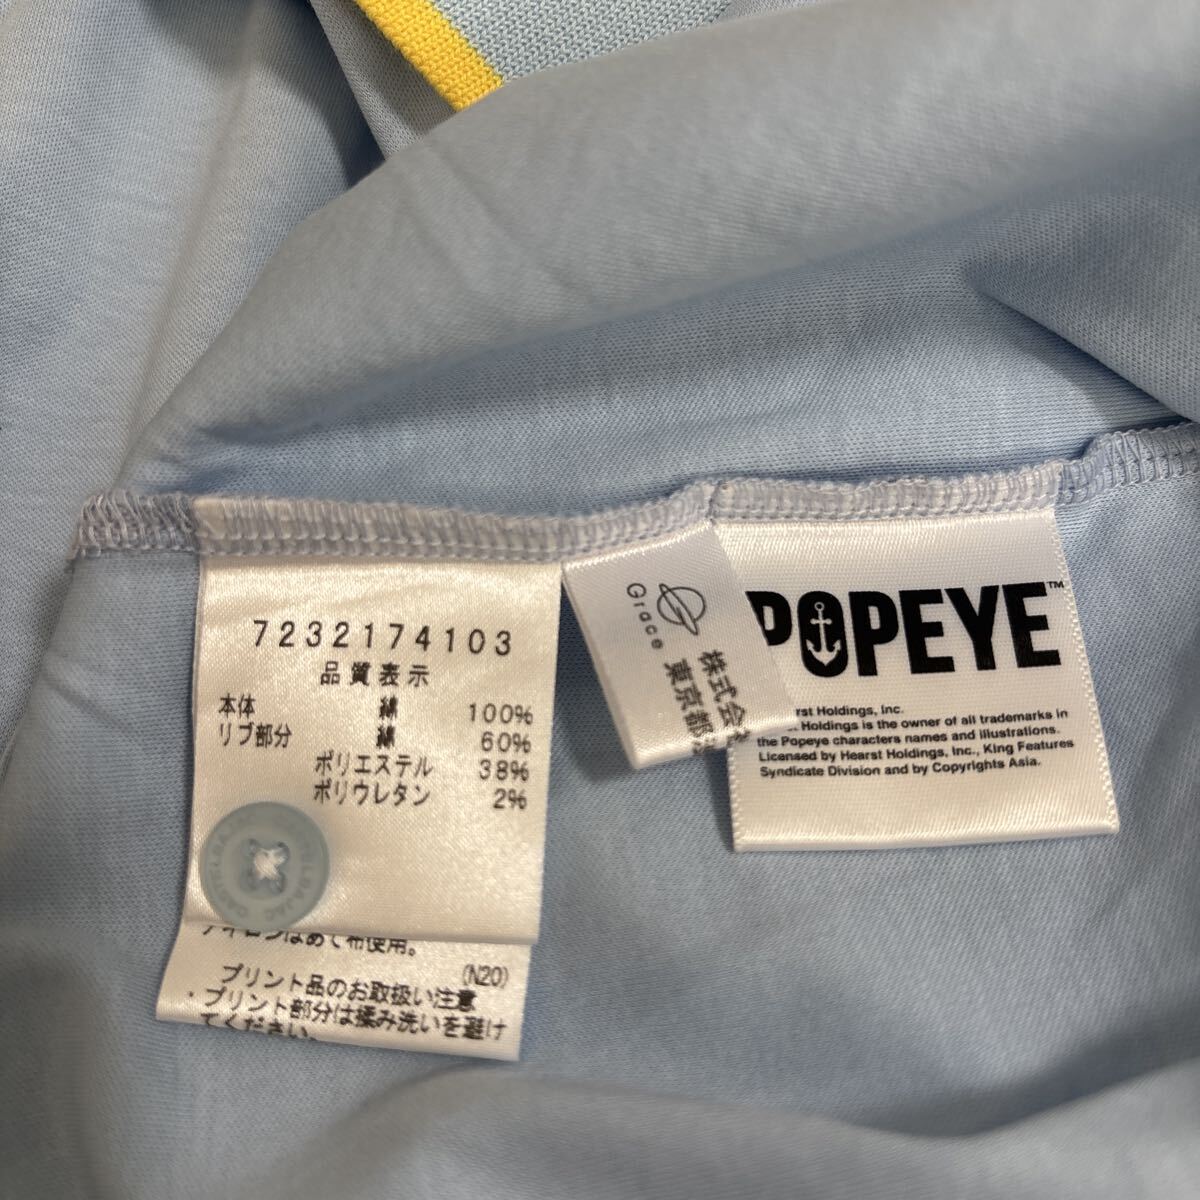 7232174103
品質表示
本体 綿 100%
リブ部分 綿 60%
ポリエステル 38%
ポリウレタン 2%
アイロンはあて布使用。
(N20)
プリント品のお取扱い注意
・プリント部分は揉み洗いを避け
てください。
Grace
株式会
東京都
POPEYE™
rst Holdings, Inc.
t Holdings is the owner of all trademarks in
the Popeye characters names and illustrations.
Licensed by Hearst Holdings, Inc., King Features
Syndicate Division and by Copyrights Asia.